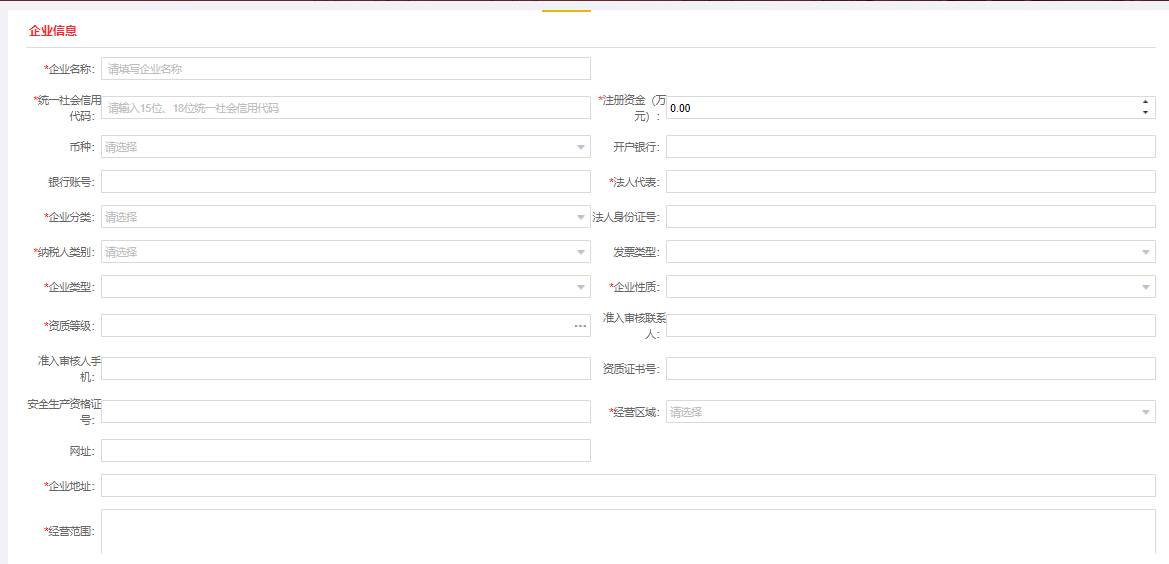 企业信息
*企业名称: 请填写企业名称
*统一社会信用
代码: 请输入15位、18位统一社会信用代码
*注册资金（万
元）: 0.00
币种: 请选择
开户银行:
银行账号:
*法人代表:
*企业分类: 请选择
法人身份证号:
*纳税人类别: 请选择
发票类型:
*企业类型:
*企业性质:
*资质等级:
准入审核联系
人:
准入审核人手
机:
资质证书号:
安全生产资格证
号:
*经营区域: 请选择
网址:
*企业地址:
*经营范围: